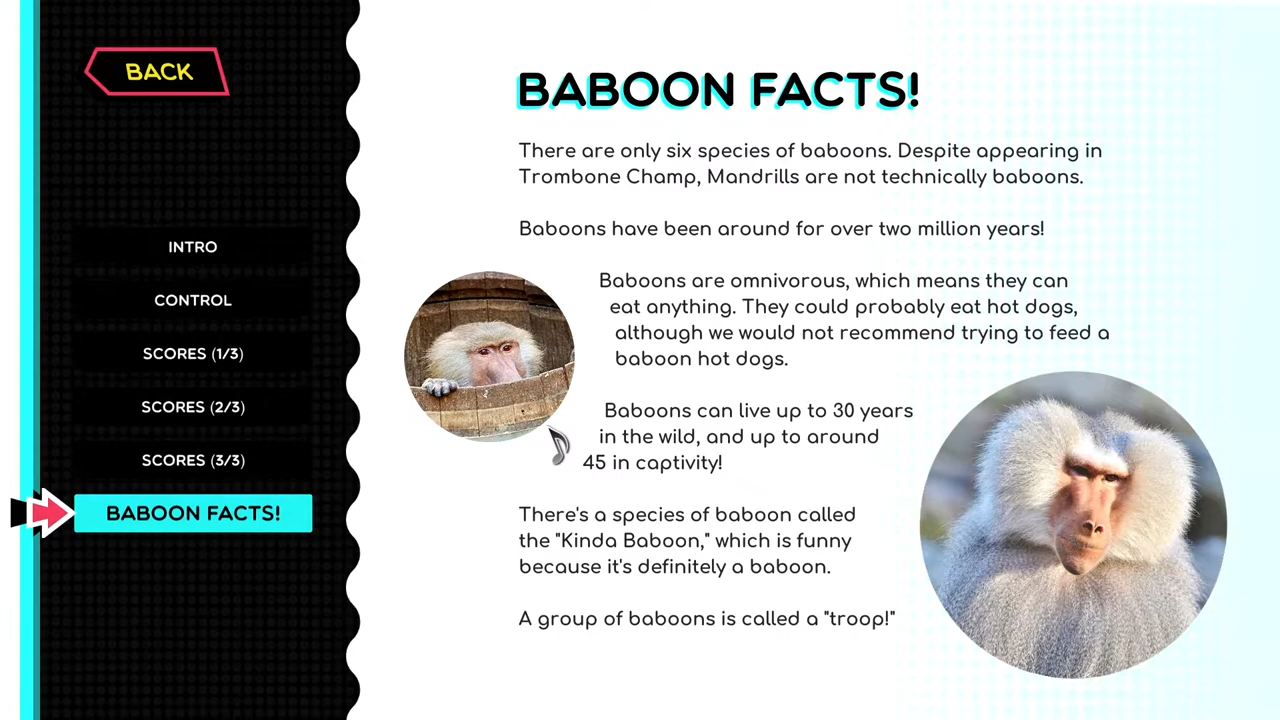 BACK
INTRO
CONTROL
SCORES (1/3)
SCORES (2/3)
SCORES (3/3)
BABOON FACTS!
BABOON FACTS!
There are only six species of baboons. Despite appearing in
Trombone Champ, Mandrills are not technically baboons.
Baboons have been around for over two million years!
Baboons are omnivorous, which means they can
eat anything. They could probably eat hot dogs,
although we would not recommend trying to feed a
baboon hot dogs.
Baboons can live up to 30 years
in the wild, and up to around
45 in captivity!
There's a species of baboon called
the "Kinda Baboon," which is funny
because it's definitely a baboon.
A group of baboons is called a "troop!"